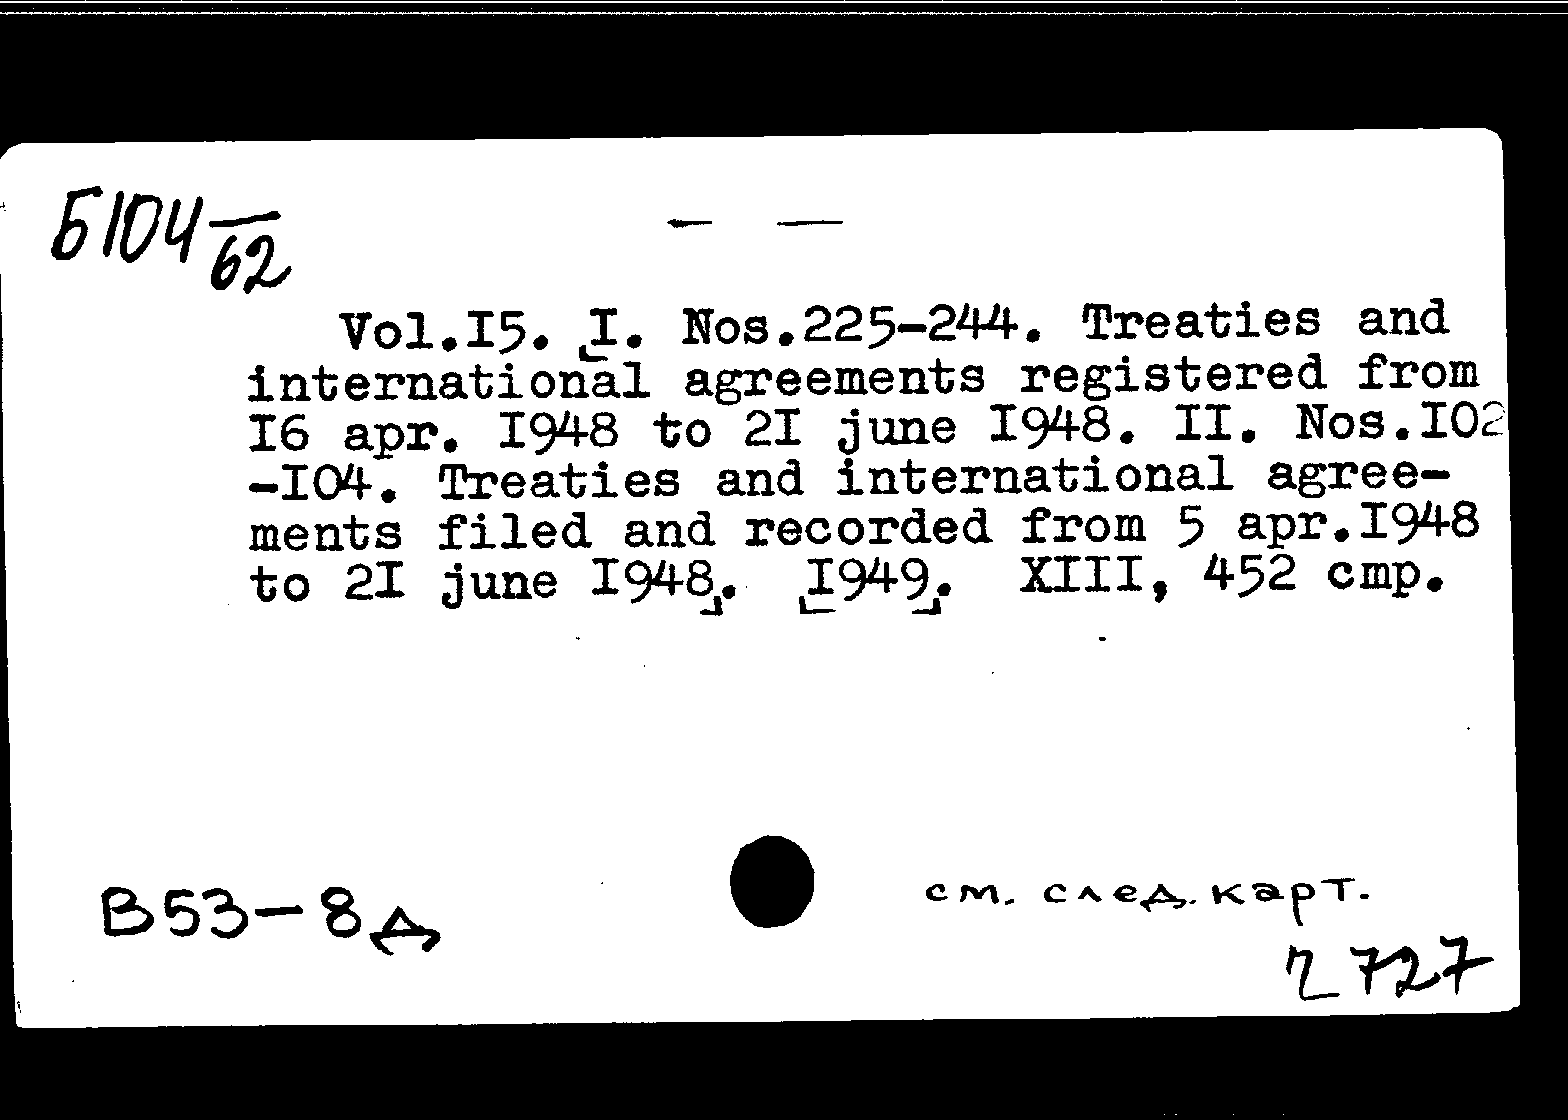 Б104 62
— —
Vol.I5. [I. Nos.225-244. Treaties and
international agreements registered from
I6 apr. I948 to 2I june I948. II. Nos.I02
-I04. Treaties and international agree-
ments filed and recorded from 5 apr.I948
to 2I june I948]. [I949]. XIII, 452 cmp.
В53-8д
см. след. карт.
2727